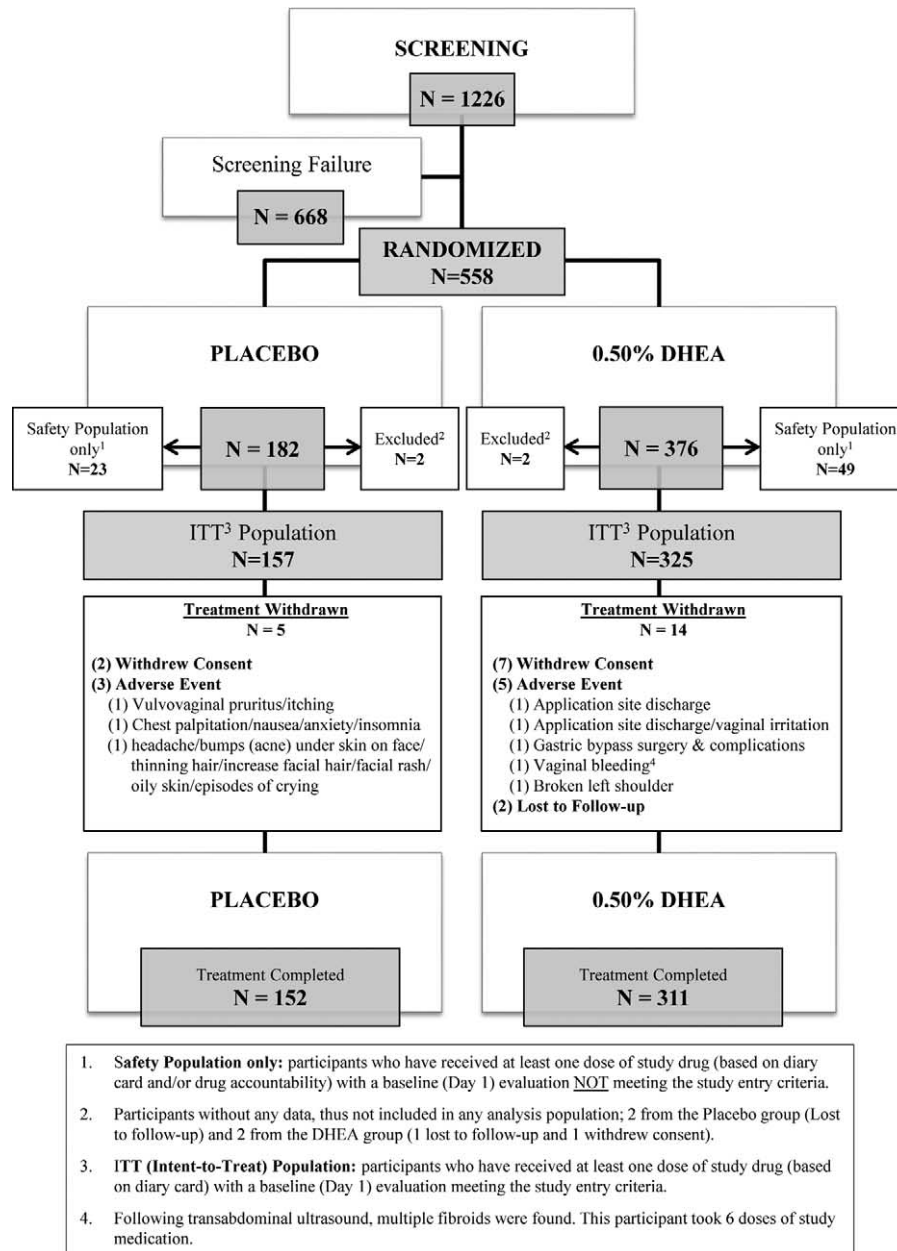 SCREENING
N = 1226
Screening Failure
N = 668
RANDOMIZED
N=558
PLACEBO
0.50% DHEA
Safety Population
only1
N=23
N = 182
Excluded2
N=2
Excluded2
N=2
N = 376
Safety Population
only1
N=49
ITT3 Population
N=157
ITT3 Population
N=325
Treatment Withdrawn
N = 5
(2) Withdrew Consent
(3) Adverse Event
(1) Vulvovaginal pruritus/itching
(1) Chest palpitation/nausea/anxiety/insomnia
(1) headache/bumps (acne) under skin on face/
thinning hair/increase facial hair/facial rash/
oily skin/episodes of crying
Treatment Withdrawn
N = 14
(7) Withdrew Consent
(5) Adverse Event
(1) Application site discharge
(1) Application site discharge/vaginal irritation
(1) Gastric bypass surgery & complications
(1) Vaginal bleeding4
(1) Broken left shoulder
(2) Lost to Follow-up
PLACEBO
Treatment Completed
N = 152
0.50% DHEA
Treatment Completed
N = 311
1. Safety Population only: participants who have received at least one dose of study drug (based on diary
card and/or drug accountability) with a baseline (Day 1) evaluation NOT meeting the study entry criteria.
2. Participants without any data, thus not included in any analysis population; 2 from the Placebo group (Lost
to follow-up) and 2 from the DHEA group (1 lost to follow-up and 1 withdrew consent).
3. ITT (Intent-to-Treat) Population: participants who have received at least one dose of study drug (based
on diary card) with a baseline (Day 1) evaluation meeting the study entry criteria.
4. Following transabdominal ultrasound, multiple fibroids were found. This participant took 6 doses of study
medication.